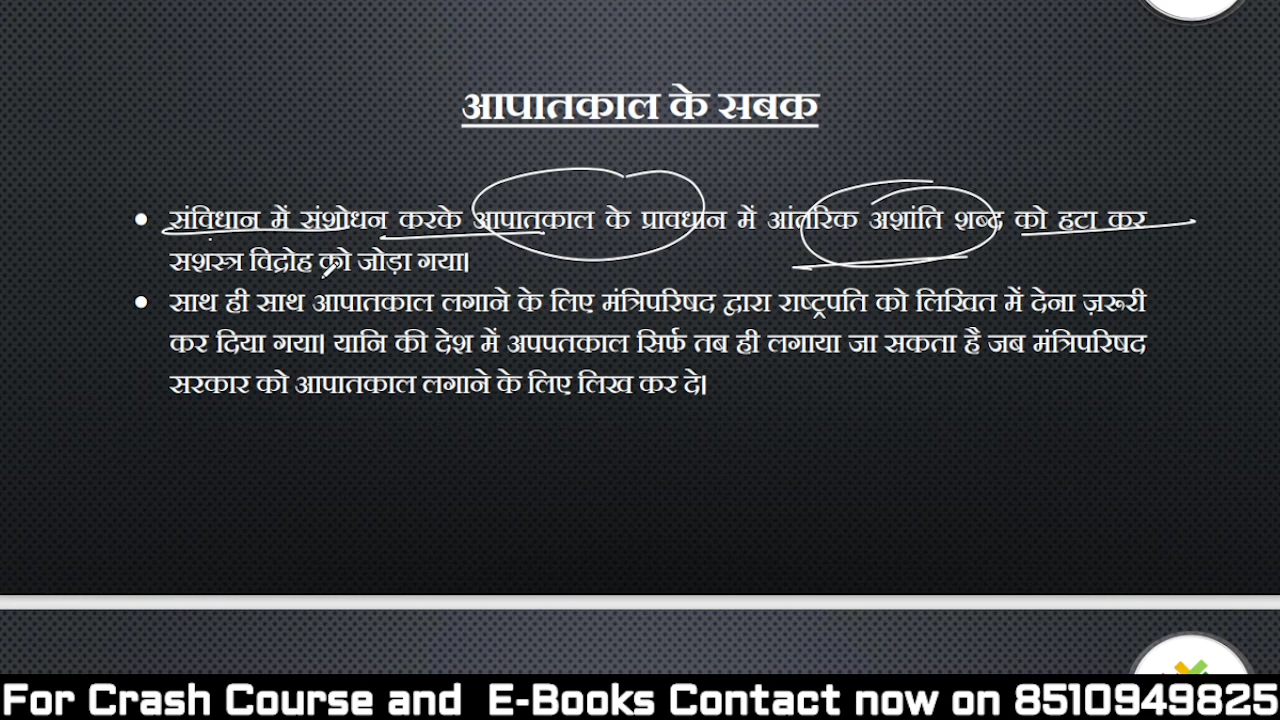 आपातकाल के सबक
• संविधान में संशोधन करके आपातकाल के प्रावधान में आंतरिक अशांति शब्द को हटा कर
सशस्त्र विद्रोह को जोड़ा गया।
• साथ ही साथ आपातकाल लगाने के लिए मंत्रिपरिषद द्वारा राष्ट्रपति को लिखित में देना ज़रूरी
कर दिया गया। यानि की देश में अपपतकाल सिर्फ तब ही लगाया जा सकता है जब मंत्रिपरिषद
सरकार को आपातकाल लगाने के लिए लिख कर दे।
For Crash Course and E-Books Contact now on 8510949825